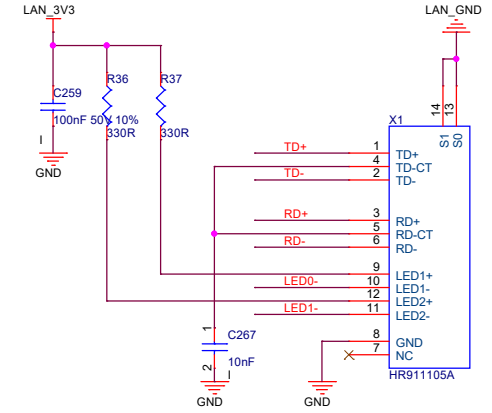 LAN_3V3
LAN_GND
C259
100nF 50V 10%
R36
330R
R37
330R
GND
14
13
S1
S0
X1
TD+
1
TD+
4
TD-CT
TD-
2
TD-
RD+
3
RD+
5
RD-CT
RD-
6
RD-
9
LED1+
LED0-
10
LED1-
12
LED2+
LED1-
11
LED2-
8
GND
7
NC
HR911105A
1
C267
10nF
2
GND
GND